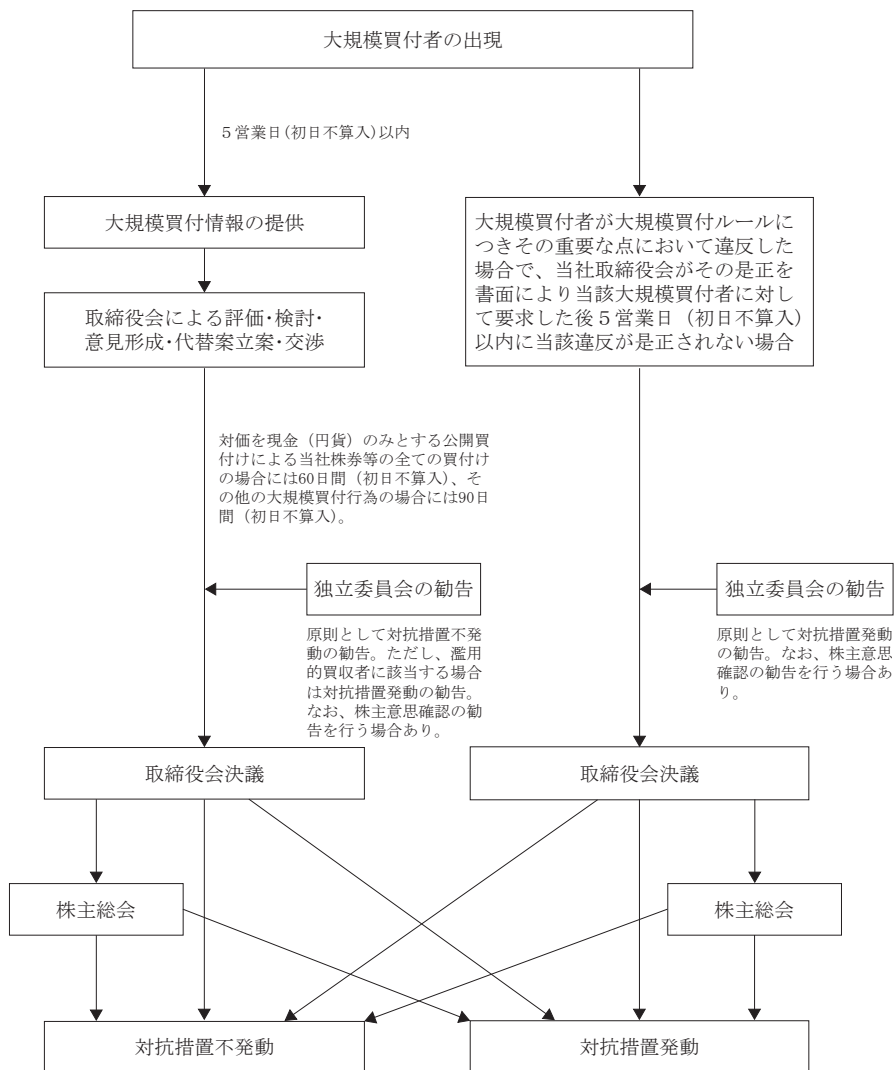 大規模買付者の出現
５営業日(初日不算入)以内
大規模買付情報の提供
取締役会による評価･検討･
意見形成･代替案立案･交渉
大規模買付者が大規模買付ルールに
つきその重要な点において違反した
場合で、当社取締役会がその是正を
書面により当該大規模買付者に対し
て要求した後５営業日（初日不算入）
以内に当該違反が是正されない場合
対価を現金（円貨）のみとする公開買
付けによる当社株券等の全ての買付け
の場合には60日間（初日不算入）、そ
の他の大規模買付行為の場合には90日
間（初日不算入）。
独立委員会の勧告
原則として対抗措置不発
動の勧告。ただし、濫用
的買収者に該当する場合
は対抗措置発動の勧告。
なお、株主意思確認の勧
告を行う場合あり。
独立委員会の勧告
原則として対抗措置発動
の勧告。なお、株主意思
確認の勧告を行う場合あ
り。
取締役会決議
取締役会決議
株主総会
株主総会
対抗措置不発動
対抗措置発動